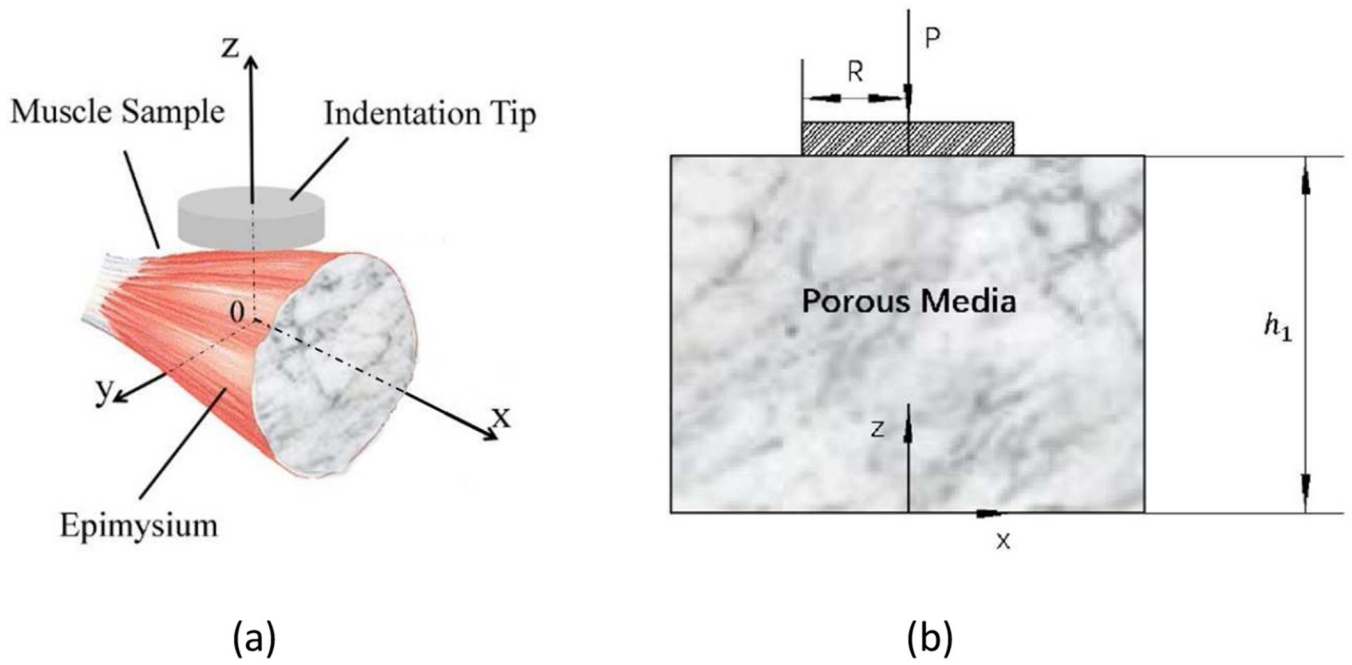 z
Muscle Sample
Indentation Tip
0
y
x
Epimysium
(a)
P
R
Porous Media
h₁
z
x
(b)